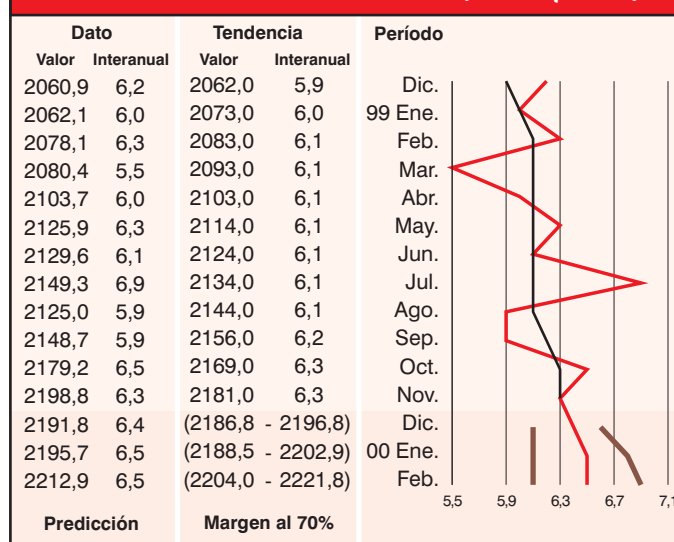 Dato Tendencia Período
Valor Interanual Valor Interanual
2060,9 6,2 2062,0 5,9 Dic.
2062,1 6,0 2073,0 6,0 99 Ene.
2078,1 6,3 2083,0 6,1 Feb.
2080,4 5,5 2093,0 6,1 Mar.
2103,7 6,0 2103,0 6,1 Abr.
2125,9 6,3 2114,0 6,1 May.
2129,6 6,1 2124,0 6,1 Jun.
2149,3 6,9 2134,0 6,1 Jul.
2125,0 5,9 2144,0 6,1 Ago.
2148,7 5,9 2156,0 6,2 Sep.
2179,2 6,5 2169,0 6,3 Oct.
2198,8 6,3 2181,0 6,3 Nov.
2191,8 6,4 (2186,8 - 2196,8) Dic.
2195,7 6,5 (2188,5 - 2202,9) 00 Ene.
2212,9 6,5 (2204,0 - 2221,8) Feb.
5,5 5,9 6,3 6,7 7,1
Predicción Margen al 70%